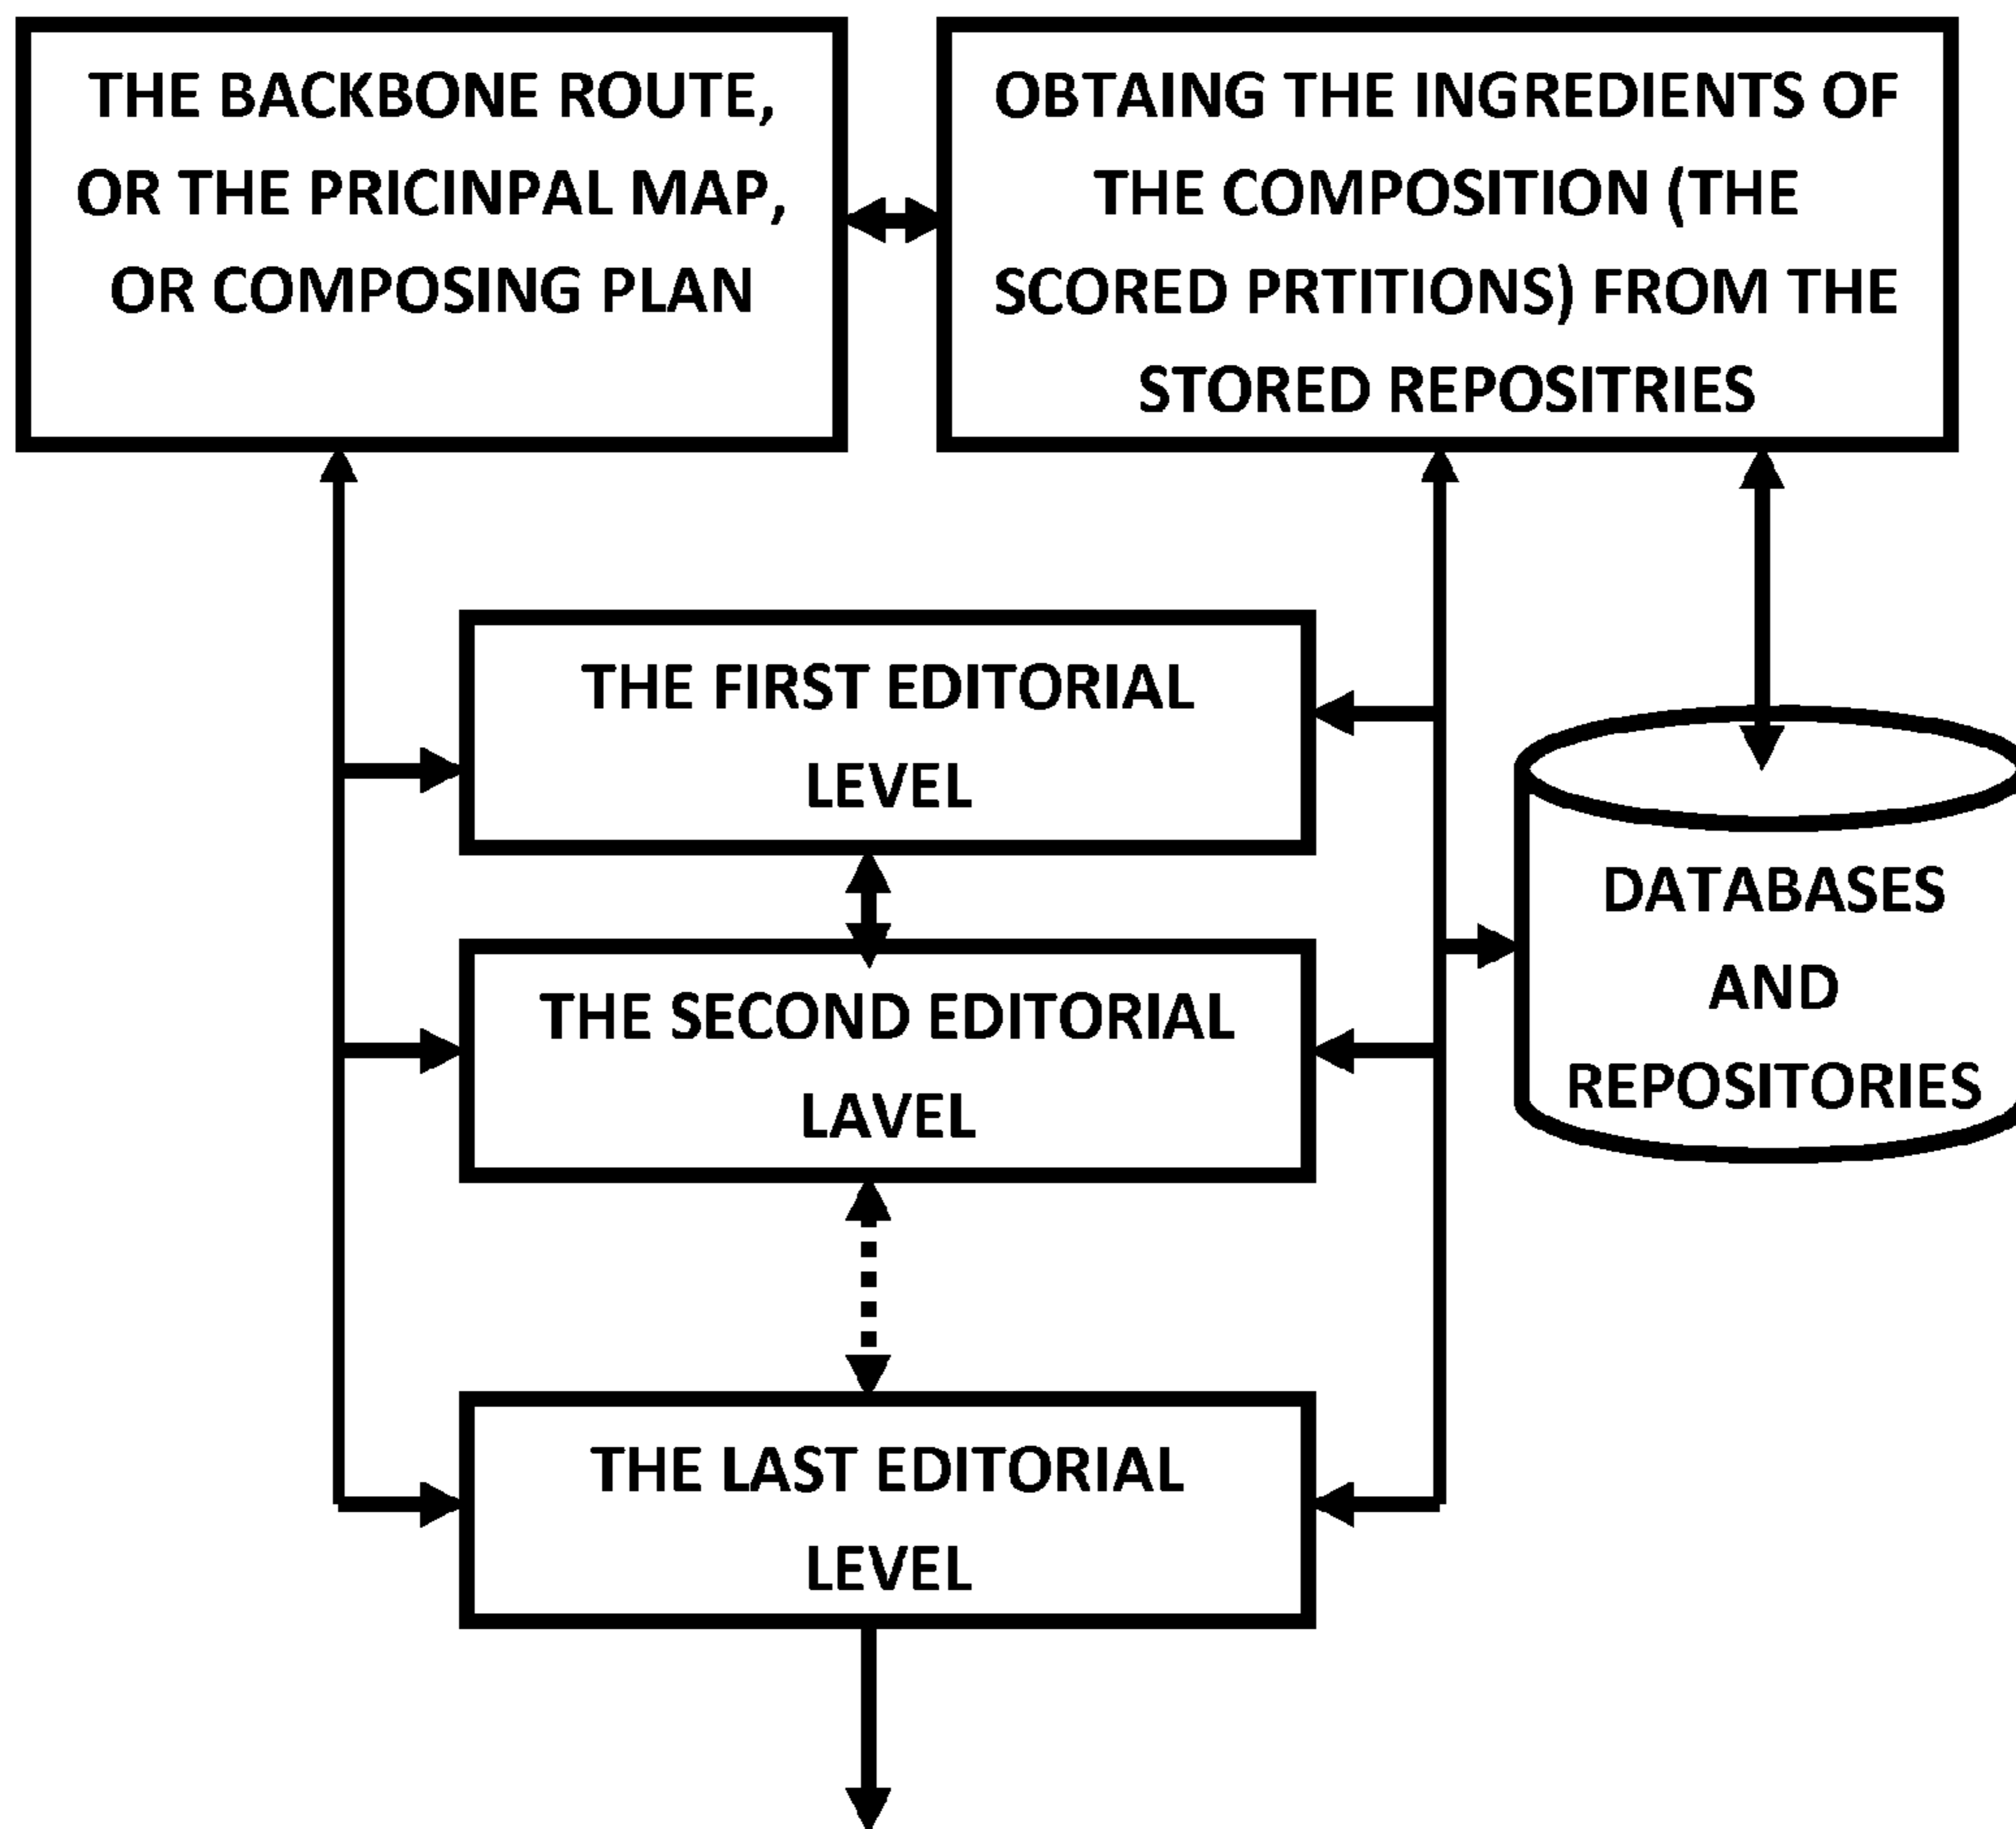 THE BACKBONE ROUTE,
OR THE PRICINPAL MAP,
OR COMPOSING PLAN
OBTAING THE INGREDIENTS OF
THE COMPOSITION (THE
SCORED PRTITIONS) FROM THE
STORED REPOSITRIES
THE FIRST EDITORIAL
LEVEL
DATABASES
AND
REPOSITORIES
THE SECOND EDITORIAL
LAVEL
THE LAST EDITORIAL
LEVEL